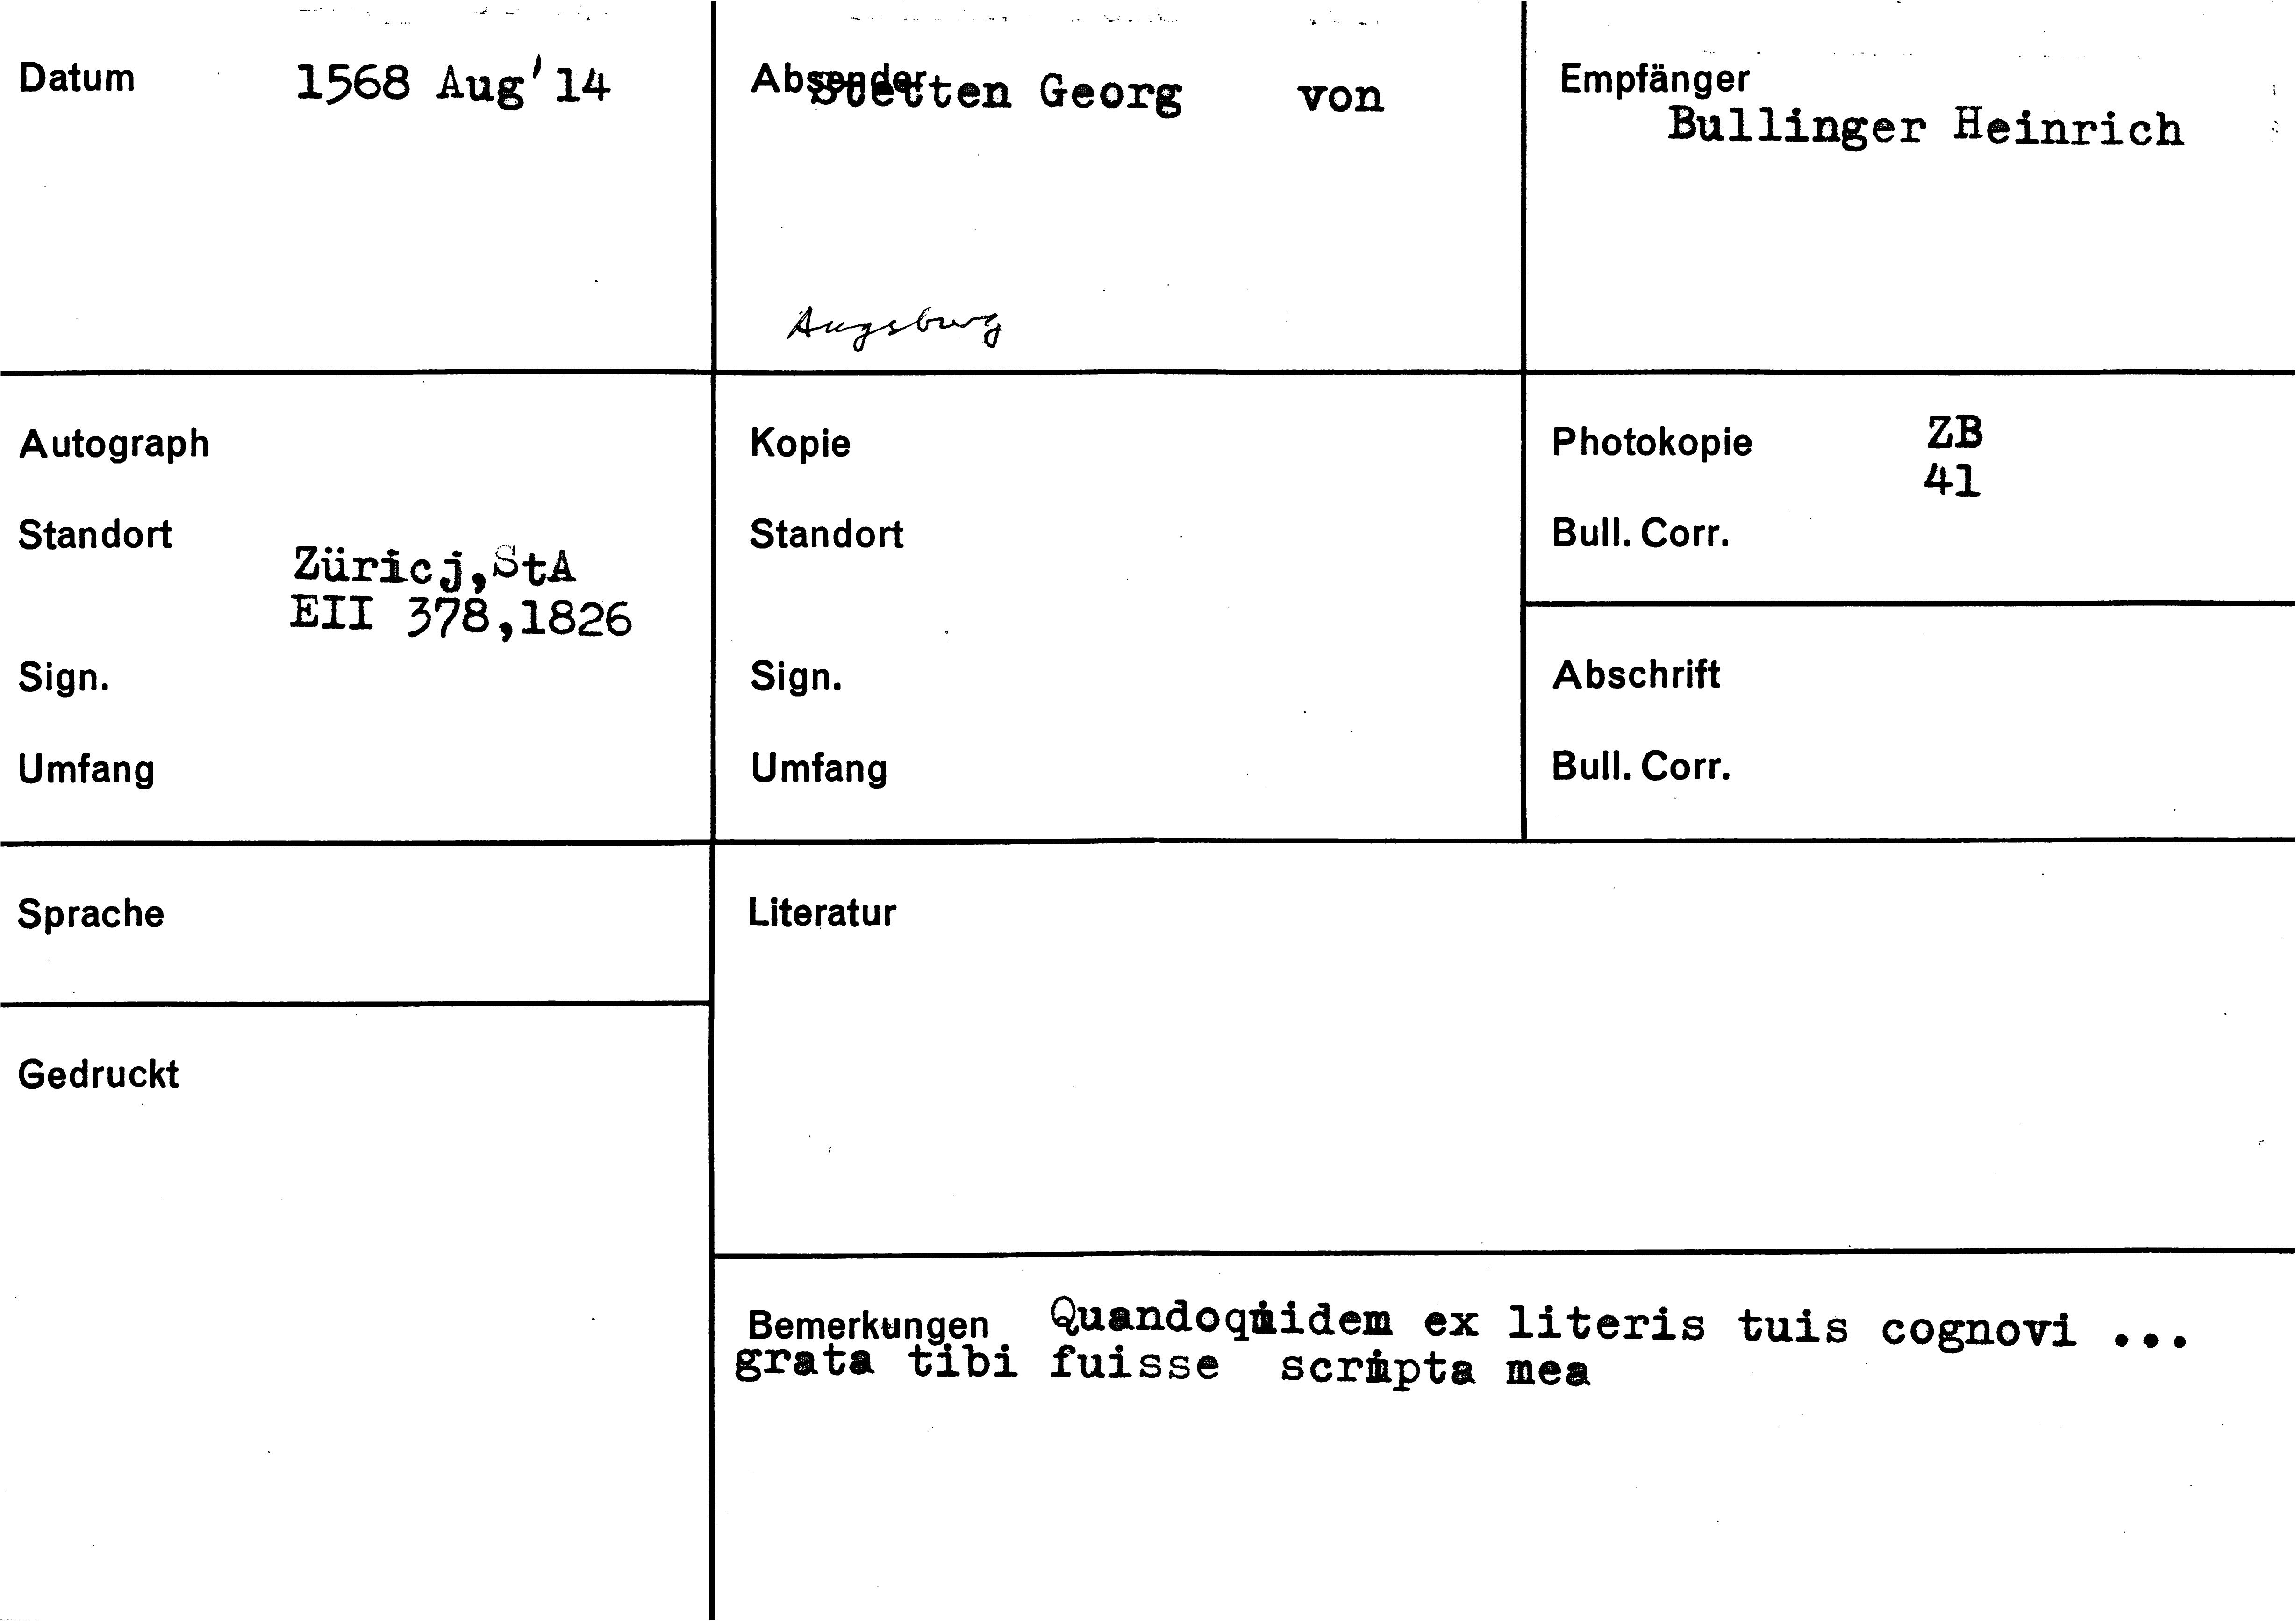 Datum 1568 Aug'14
Absender Stetten Georg von
Augsburg
Empfänger
Bullinger Heinrich
Autograph
Standort
Züricj,StA
EII 378,1826
Sign.
Umfang
Kopie
Standort
Sign.
Umfang
Photokopie ZB
41
Bull. Corr.
Abschrift
Bull. Corr.
Sprache
Gedruckt
Literatur
Bemerkungen Quandoquidem ex literis tuis cognovi ...
grata tibi fuisse scripta mea